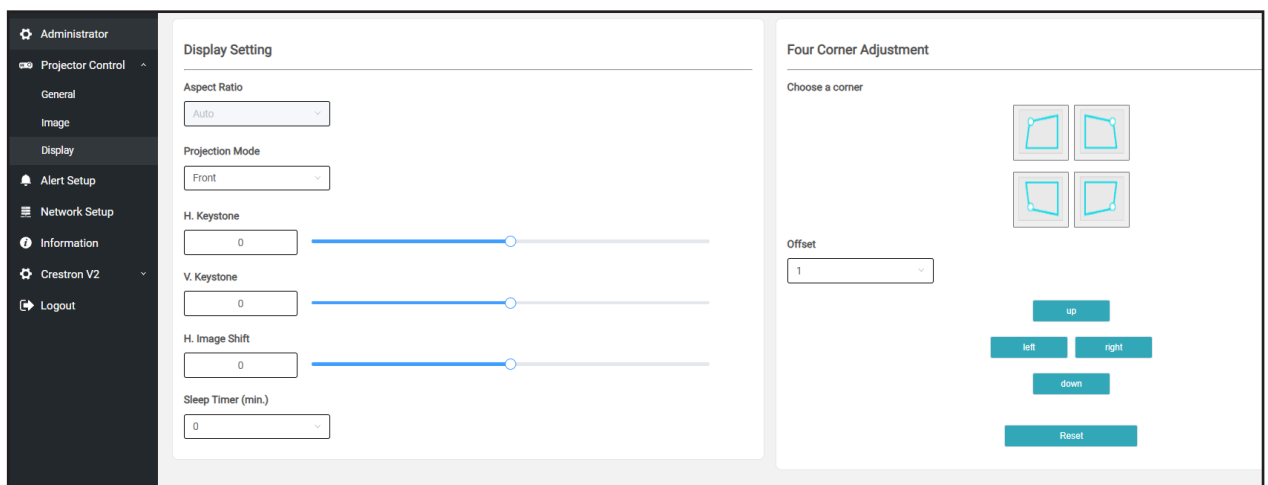 Administrator
Projector Control
General
Image
Display
Alert Setup
Network Setup
Information
Crestron V2
Logout
Display Setting
Aspect Ratio
Auto
Projection Mode
Front
H. Keystone
0
V. Keystone
0
H. Image Shift
0
Sleep Timer (min.)
0
Four Corner Adjustment
Choose a corner
Offset
1
up
left right
down
Reset